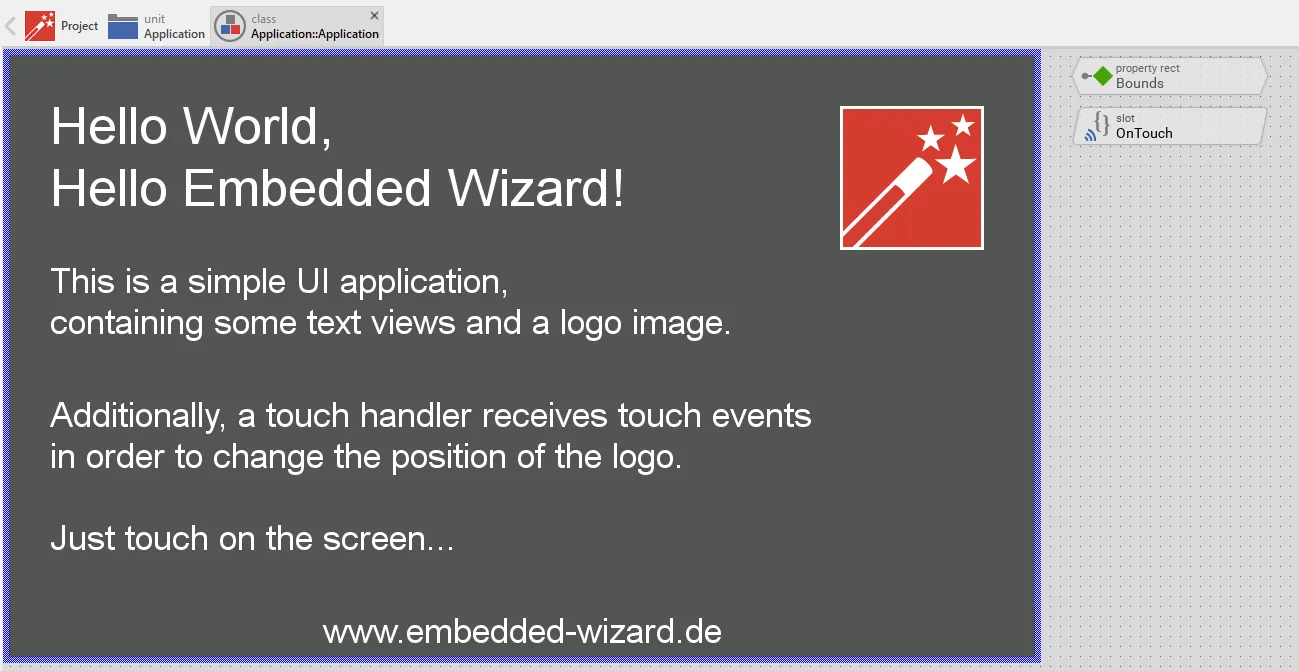 Project
unit
Application
class
Application::Application
Hello World,
Hello Embedded Wizard!
This is a simple UI application,
containing some text views and a logo image.
Additionally, a touch handler receives touch events
in order to change the position of the logo.
Just touch on the screen...
www.embedded-wizard.de
property rect
Bounds
slot
OnTouch